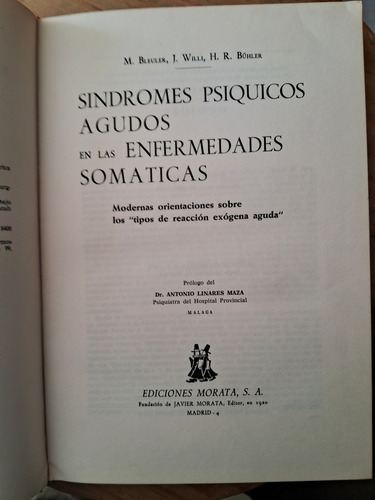 M. BLEULER, J. WILLI, H. R. BÜHLER
SINDROMES PSIQUICOS
AGUDOS
EN LAS ENFERMEDADES
SOMATICAS
Modernas orientaciones sobre
los "tipos de reacción exógena aguda"
Prólogo del
Dr. ANTONIO LINARES MAZA
Psiquiatra del Hospital Provincial
MALAGA
EDICIONES MORATA, S. A.
Fundación de JAVIER MORATA, Editor, en 1920
MADRID - 4